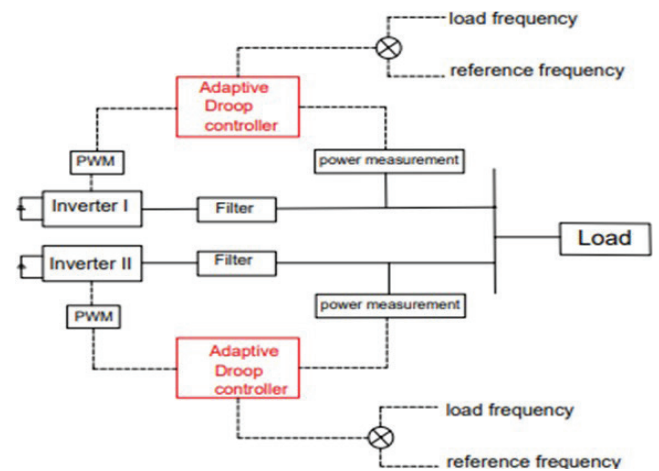 load frequency
reference frequency
Adaptive
Droop
controller
PWM
power measurement
Inverter I
Filter
Load
Inverter II
Filter
power measurement
PWM
Adaptive
Droop
controller
load frequency
reference frequency